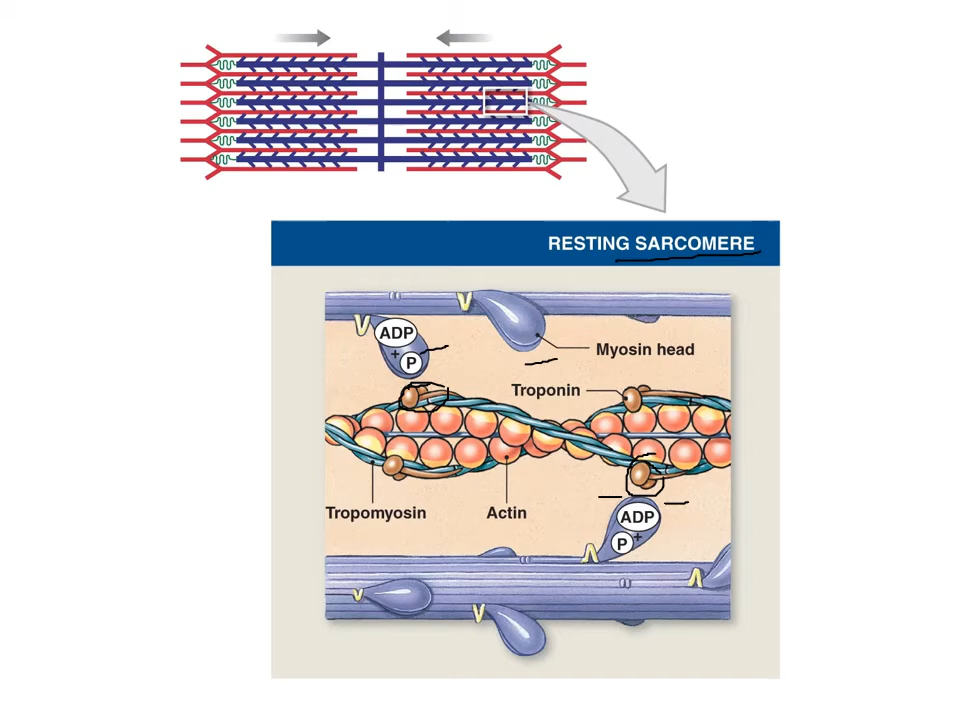 RESTING SARCOMERE
ADP
+
P
Myosin head
Troponin
Tropomyosin
Actin
ADP
P +